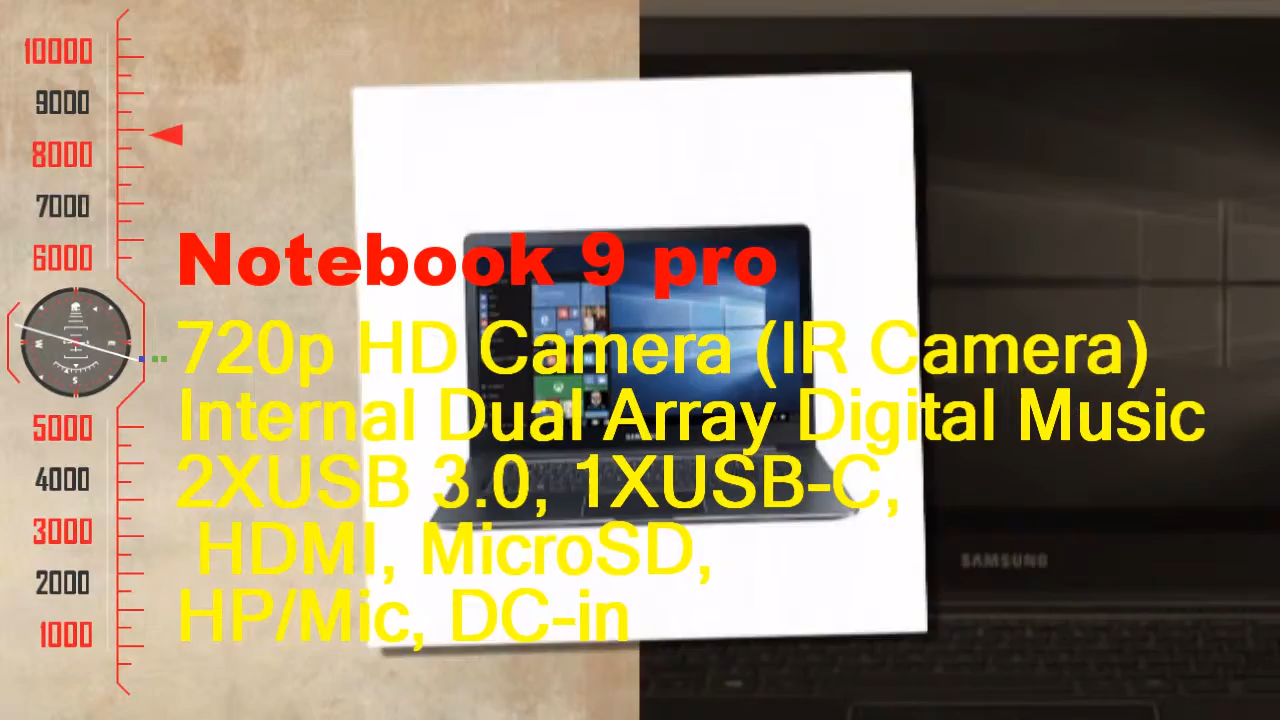 10000
9000
8000
7000
6000
5000
4000
3000
2000
1000
Notebook 9 pro
720p HD Camera (IR Camera)
Internal Dual Array Digital Music
2XUSB 3.0, 1XUSB-C,
HDMI, MicroSD,
HP/Mic, DC-in
SAMSUNG